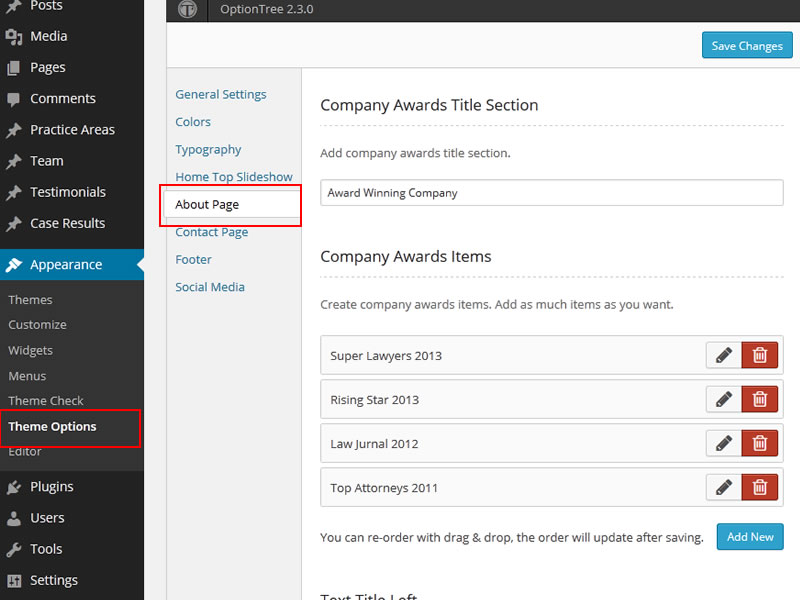 Posts
Media
Pages
Comments
Practice Areas
Team
Testimonials
Case Results
Appearance
Themes
Customize
Widgets
Menus
Theme Check
Theme Options
Editor
Plugins
Users
Tools
Settings
OptionTree 2.3.0
Save Changes
General Settings
Colors
Typography
Home Top Slideshow
About Page
Contact Page
Footer
Social Media
Company Awards Title Section
Add company awards title section.
Award Winning Company
Company Awards Items
Create company awards items. Add as much items as you want.
Super Lawyers 2013
Rising Star 2013
Law Jurnal 2012
Top Attorneys 2011
You can re-order with drag & drop, the order will update after saving.
Add New
Text Title Left